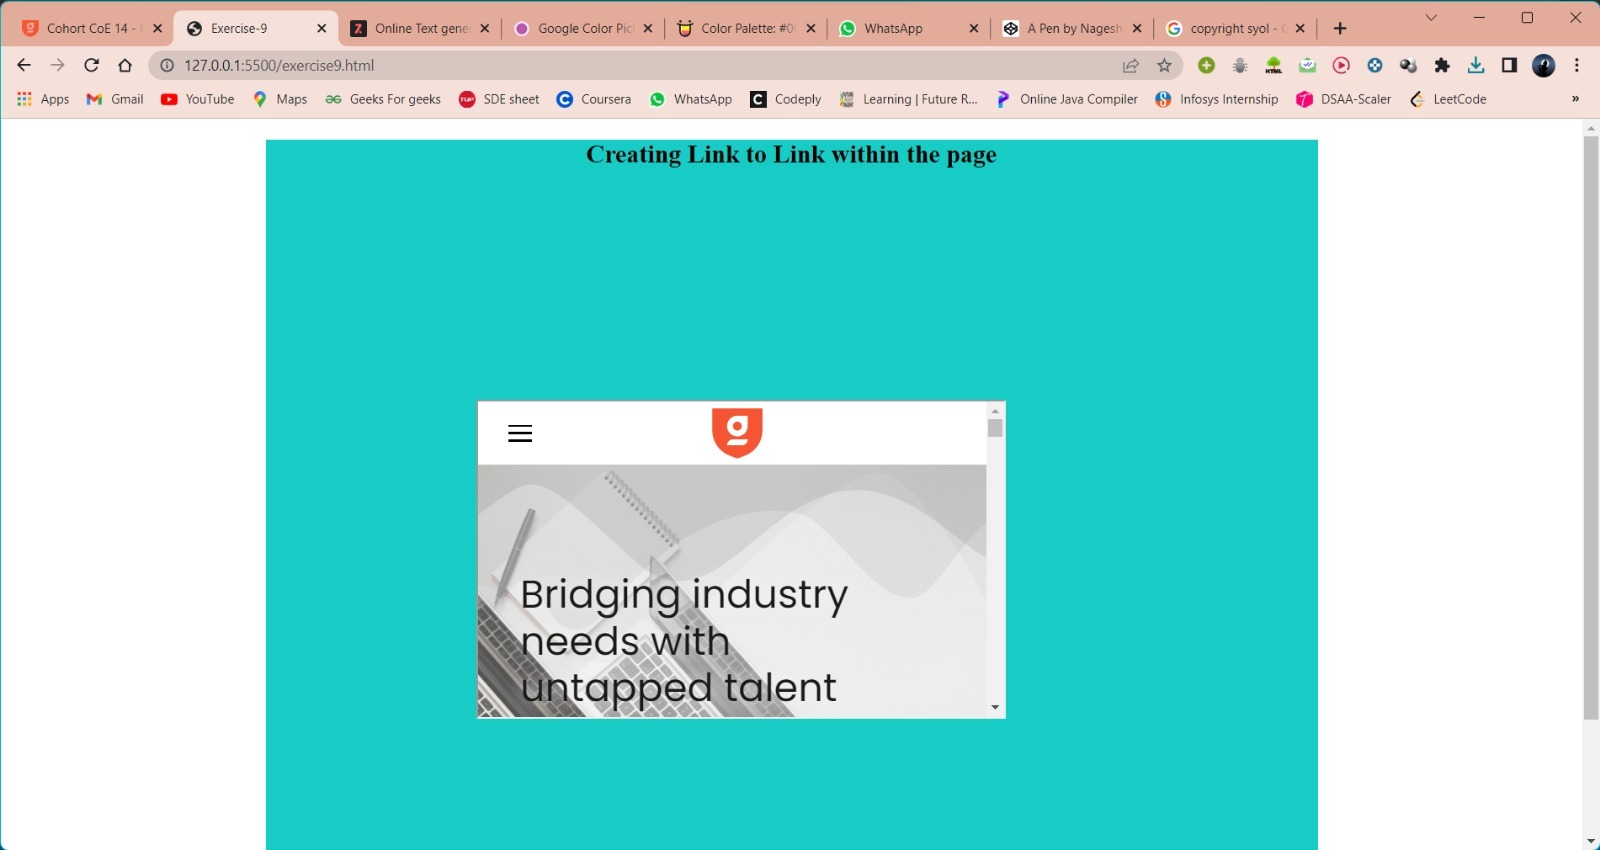 Cohort CoE 14 -
Exercise-9
Online Text gene
Google Color Pic
Color Palette: #0
WhatsApp
A Pen by Nagesh
copyright syol -
127.0.0.1:5500/exercise9.html
Apps
Gmail
YouTube
Maps
Geeks For geeks
SDE sheet
Coursera
WhatsApp
Codeply
Learning | Future R...
Online Java Compiler
Infosys Internship
DSAA-Scaler
LeetCode
»
Creating Link to Link within the page
g
Bridging industry
needs with
untapped talent